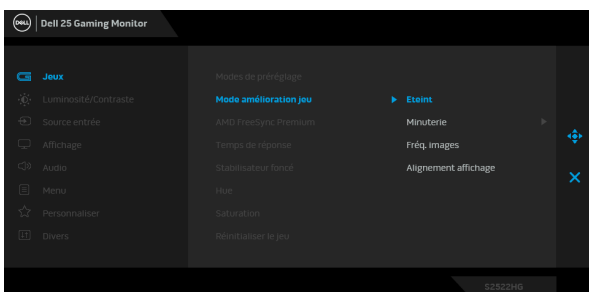 DELL
Dell 25 Gaming Monitor
Jeux
Luminosité/Contraste
Source entrée
Affichage
Audio
Menu
Personnaliser
Divers
Modes de préréglage
Mode amélioration jeu
AMD FreeSync Premium
Temps de réponse
Stabilisateur foncé
Hue
Saturation
Réinitialiser le jeu
Eteint
Minuterie
Fréq. images
Alignement affichage
S2522HG